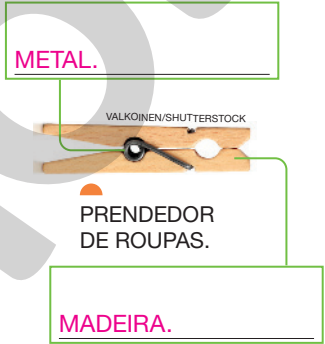 METAL.
VALKOINEN/SHUTTERSTOCK
PRENDEDOR
DE ROUPAS.
MADEIRA.